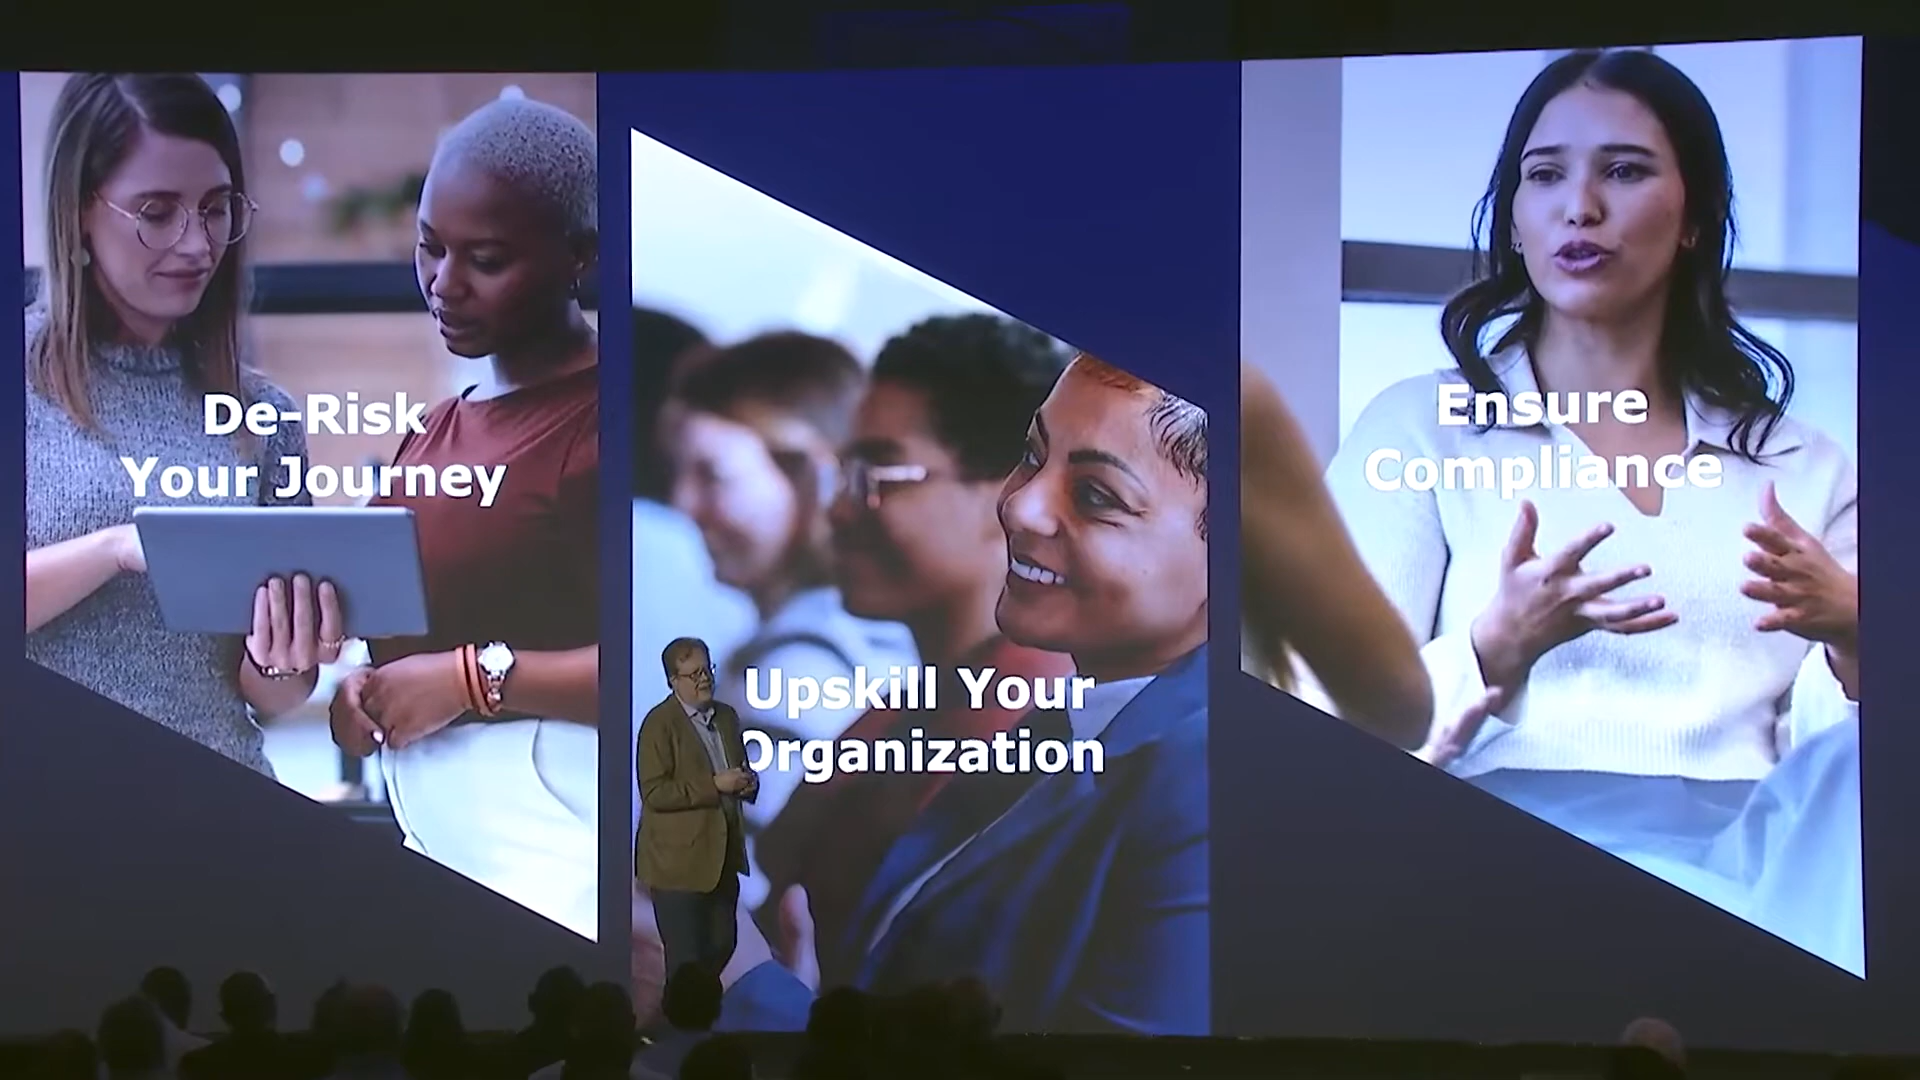 De-Risk
Your Journey
Upskill Your
Organization
Ensure
Compliance